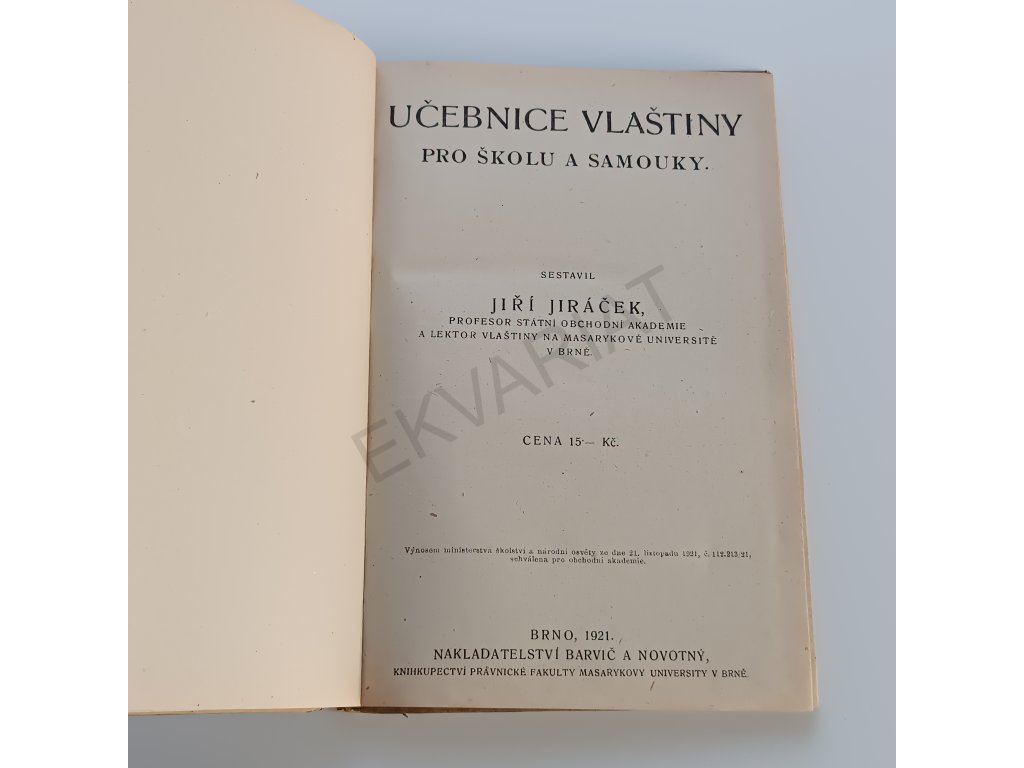 UČEBNICE VLAŠTINY
PRO ŠKOLU A SAMOUKY.
SESTAVIL
JIŘÍ JIRÁČEK,
PROFESOR STÁTNÍ OBCHODNÍ AKADEMIE
A LEKTOR VLAŠTINY NA MASARYKOVĚ UNIVERSITĚ
V BRNĚ.
EKVARIAT
CENA 15·— Kč.
Výnosem ministerstva školství a národní osvěty ze dne 21. listopadu 1921, č. 112.213/21,
schválena pro obchodní akademie.
BRNO, 1921.
NAKLADATELSTVÍ BARVIČ A NOVOTNÝ,
KNIHKUPECTVÍ PRÁVNICKÉ FAKULTY MASARYKOVY UNIVERSITY V BRNĚ.